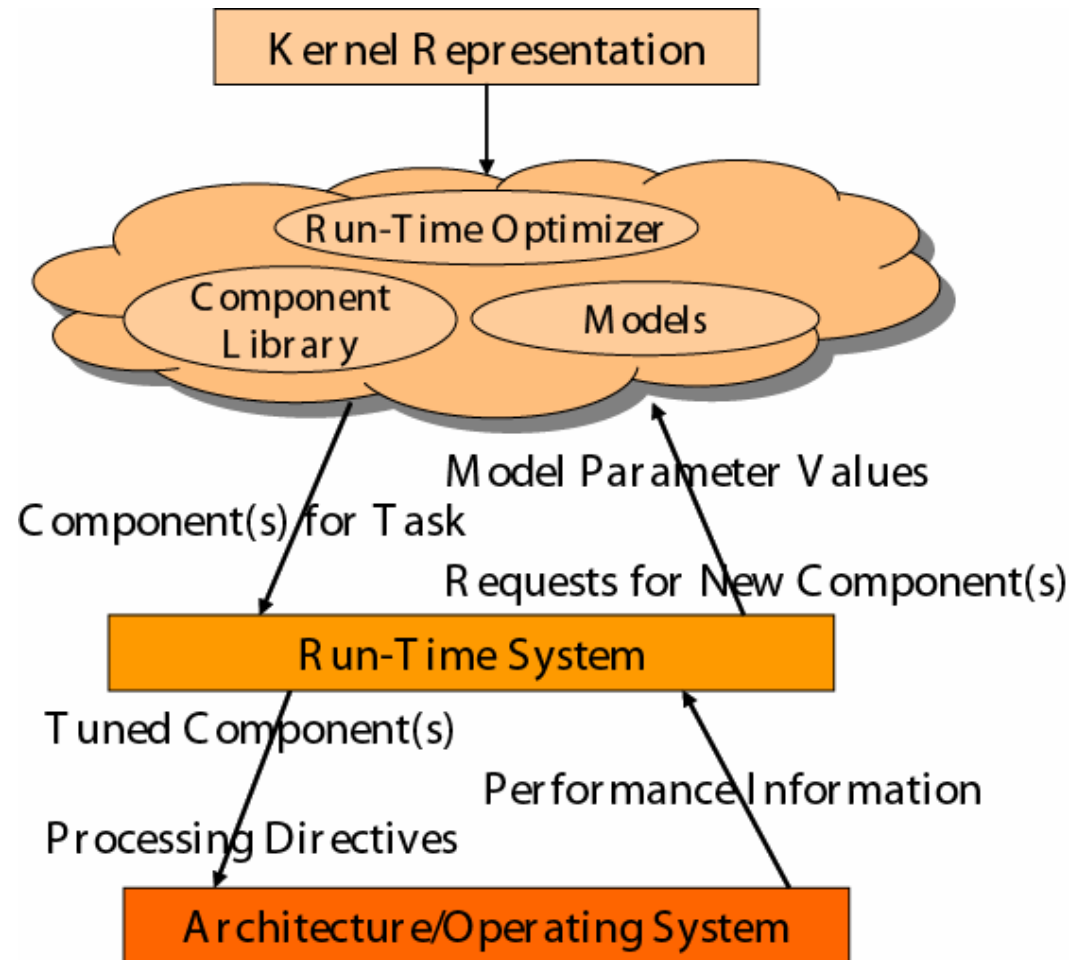 Kernel Representation
Run-Time Optimizer
Component
Library
Models
Model Parameter Values
Component(s) for Task
Requests for New Component(s)
Run-Time System
Tuned Component(s)
Performance Information
Processing Directives
Architecture/Operating System